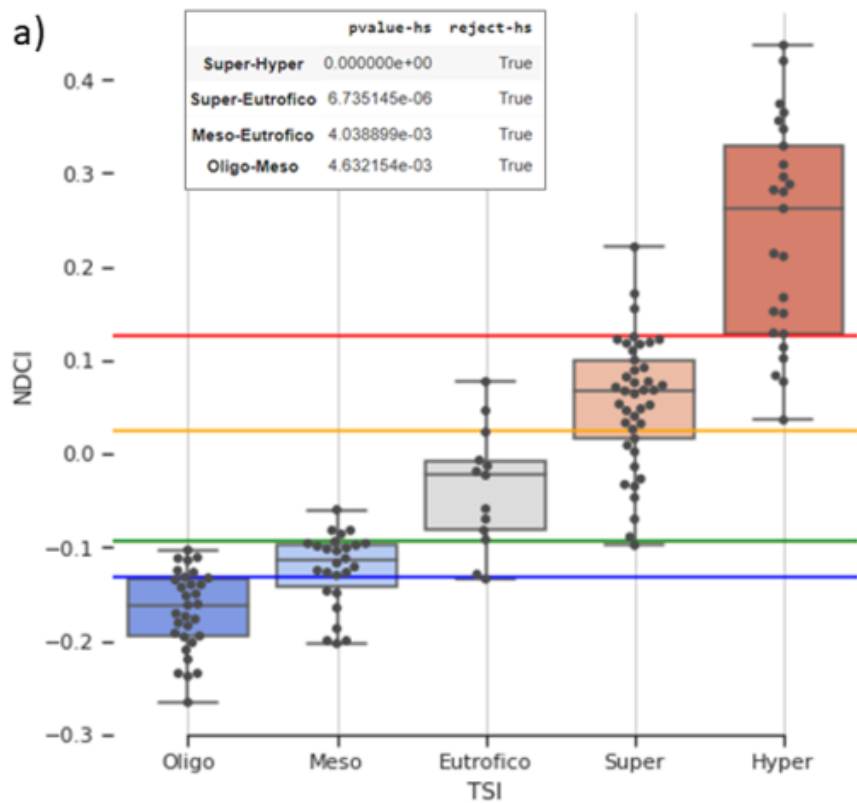 a)
pvalue-hs reject-hs
Super-Hyper 0.000000e+00 True
Super-Eutrofico 6.735145e-06 True
Meso-Eutrofico 4.038899e-03 True
Oligo-Meso 4.632154e-03 True
0.4
0.3
0.2
0.1
0.0
−0.1
−0.2
−0.3
NDCI
Oligo Meso Eutrofico Super Hyper
TSI